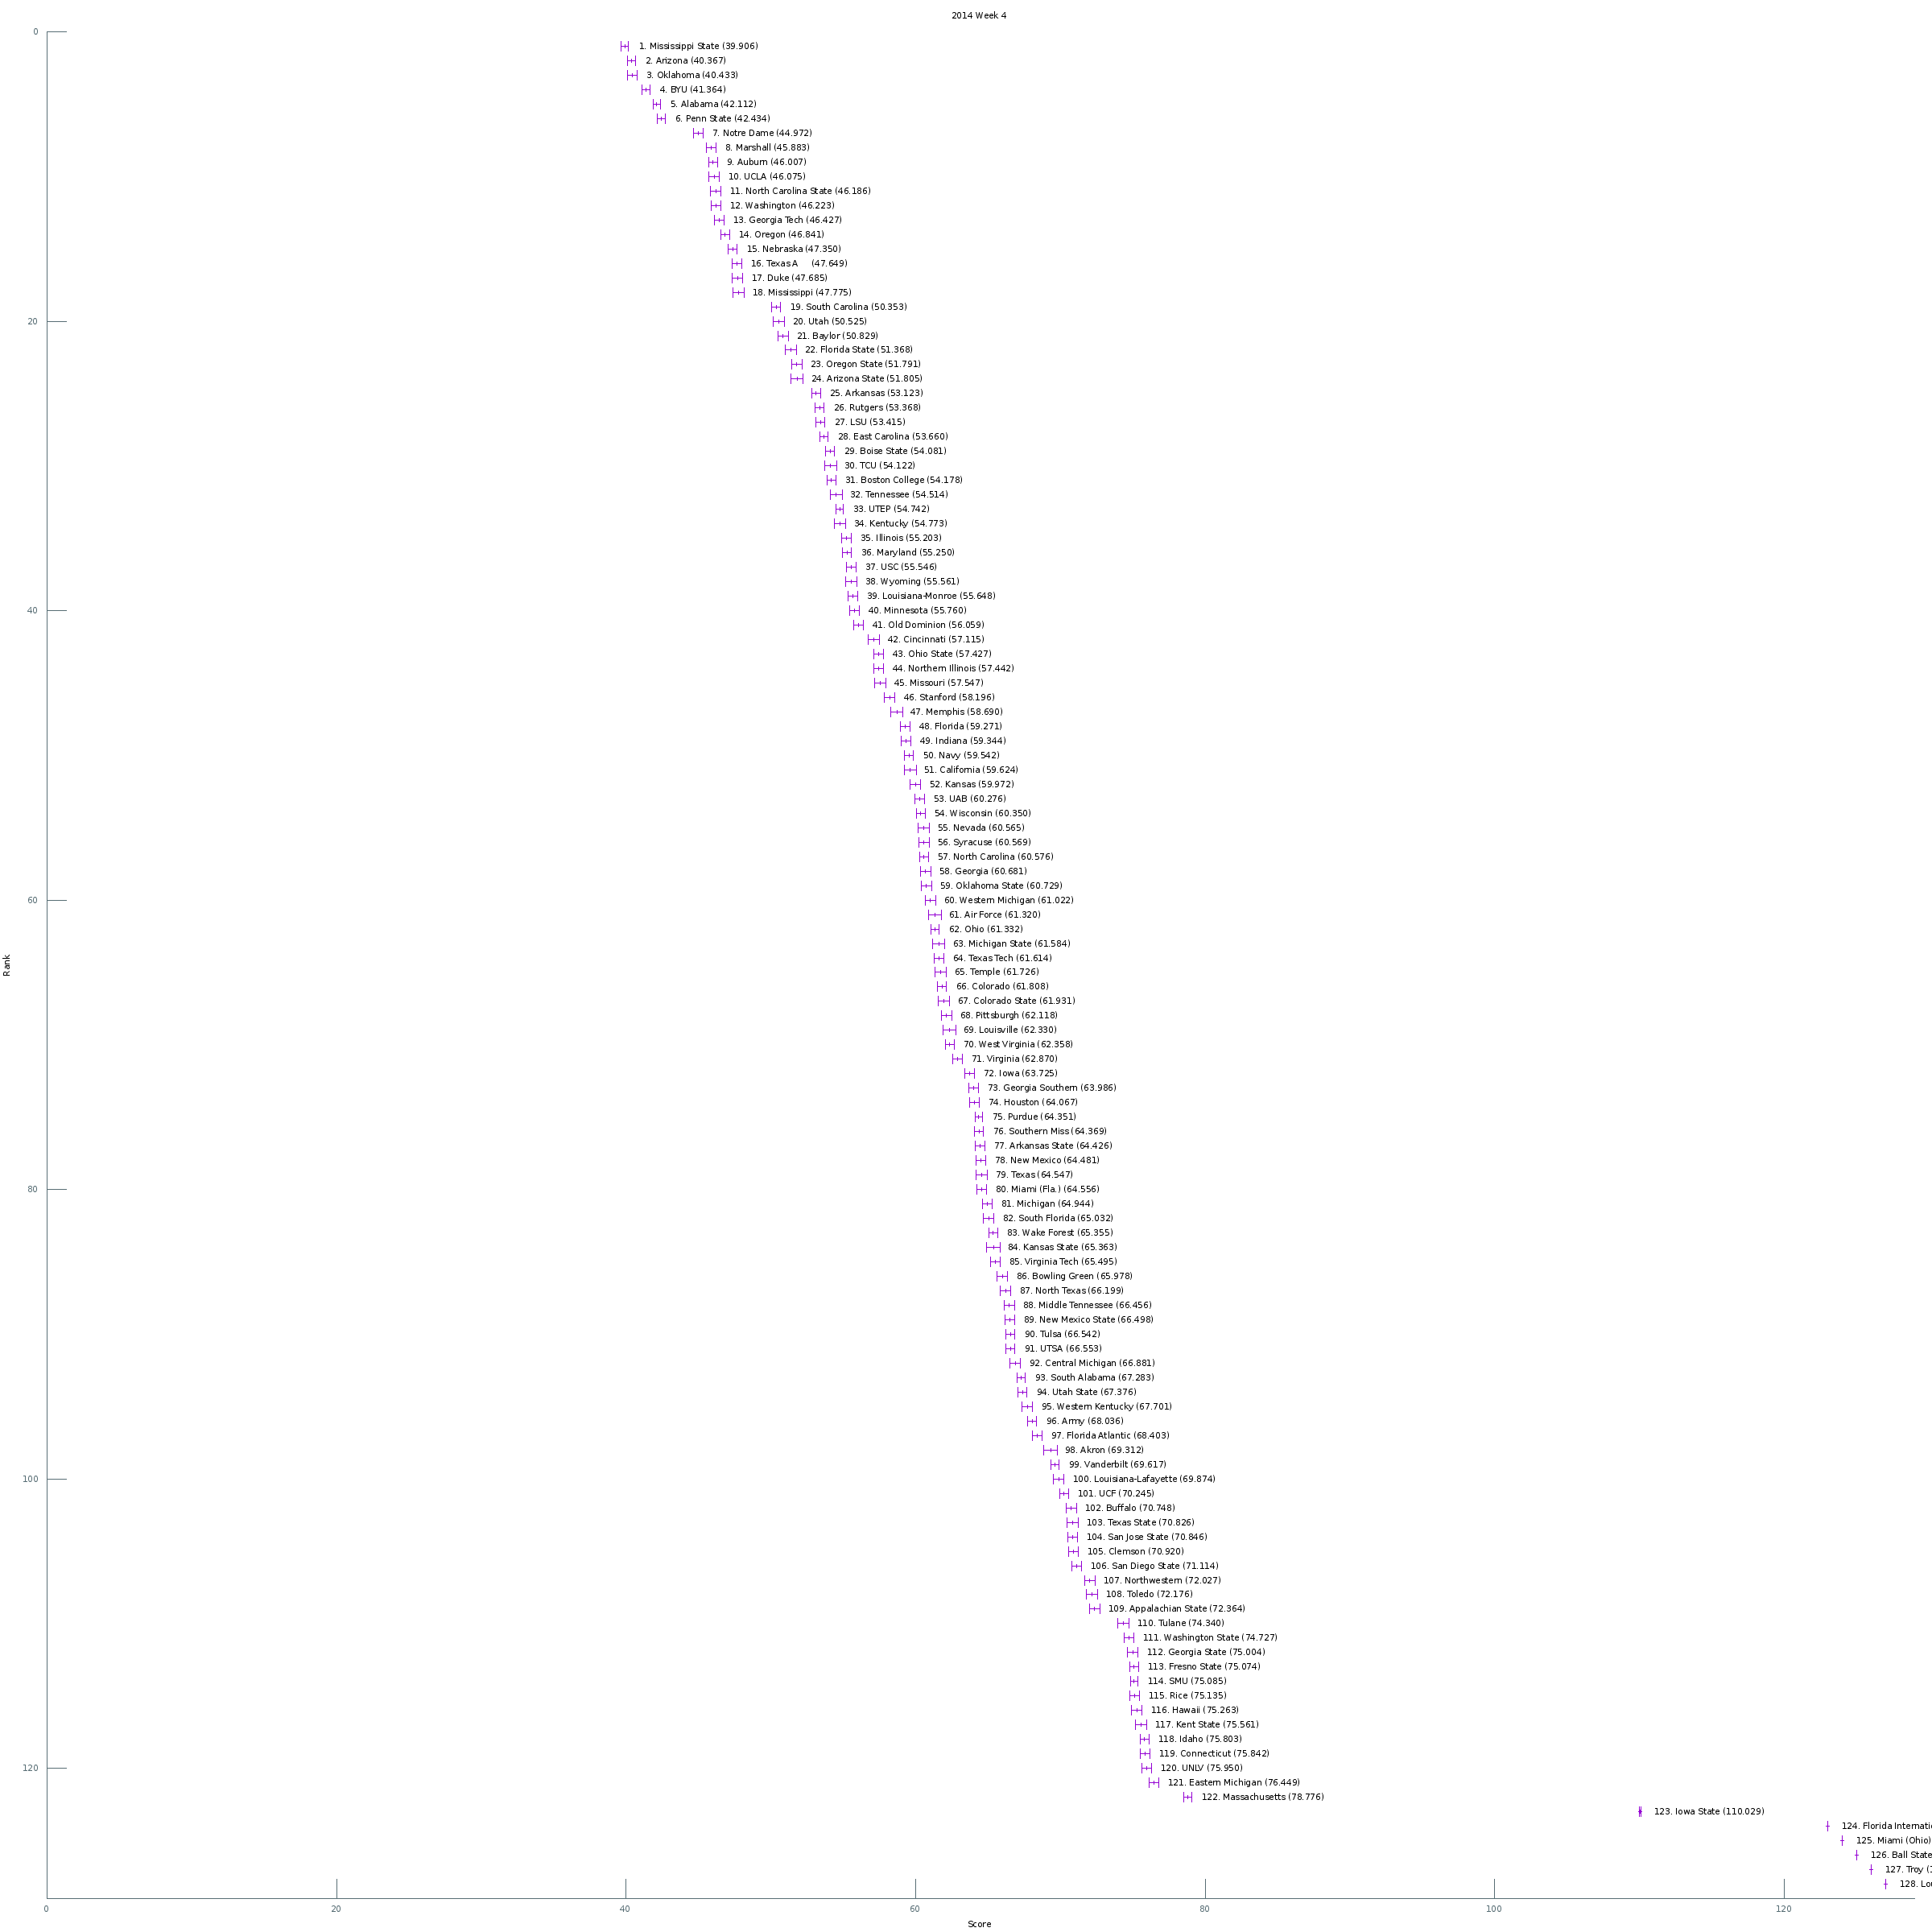 2014 Week 4
0
1. Mississippi State (39.906)
2. Arizona (40.367)
3. Oklahoma (40.433)
4. BYU (41.364)
5. Alabama (42.112)
6. Penn State (42.434)
7. Notre Dame (44.972)
8. Marshall (45.883)
9. Auburn (46.007)
10. UCLA (46.075)
11. North Carolina State (46.186)
12. Washington (46.223)
13. Georgia Tech (46.427)
14. Oregon (46.841)
15. Nebraska (47.350)
16. Texas A (47.649)
17. Duke (47.685)
18. Mississippi (47.775)
19. South Carolina (50.353)
20 20. Utah (50.525)
21. Baylor (50.829)
22. Florida State (51.368)
23. Oregon State (51.791)
24. Arizona State (51.805)
25. Arkansas (53.123)
26. Rutgers (53.368)
27. LSU (53.415)
28. East Carolina (53.660)
29. Boise State (54.081)
30. TCU (54.122)
31. Boston College (54.178)
32. Tennessee (54.514)
33. UTEP (54.742)
34. Kentucky (54.773)
35. Illinois (55.203)
36. Maryland (55.250)
37. USC (55.546)
38. Wyoming (55.561)
39. Louisiana-Monroe (55.648)
40 40. Minnesota (55.760)
41. Old Dominion (56.059)
42. Cincinnati (57.115)
43. Ohio State (57.427)
44. Northern Illinois (57.442)
45. Missouri (57.547)
46. Stanford (58.196)
47. Memphis (58.690)
48. Florida (59.271)
49. Indiana (59.344)
50. Navy (59.542)
51. California (59.624)
52. Kansas (59.972)
53. UAB (60.276)
54. Wisconsin (60.350)
55. Nevada (60.565)
56. Syracuse (60.569)
57. North Carolina (60.576)
58. Georgia (60.681)
59. Oklahoma State (60.729)
60 60. Western Michigan (61.022)
61. Air Force (61.320)
62. Ohio (61.332)
63. Michigan State (61.584)
64. Texas Tech (61.614)
Rank
65. Temple (61.726)
66. Colorado (61.808)
67. Colorado State (61.931)
68. Pittsburgh (62.118)
69. Louisville (62.330)
70. West Virginia (62.358)
71. Virginia (62.870)
72. Iowa (63.725)
73. Georgia Southern (63.986)
74. Houston (64.067)
75. Purdue (64.351)
76. Southern Miss (64.369)
77. Arkansas State (64.426)
78. New Mexico (64.481)
79. Texas (64.547)
80 80. Miami (Fla.) (64.556)
81. Michigan (64.944)
82. South Florida (65.032)
83. Wake Forest (65.355)
84. Kansas State (65.363)
85. Virginia Tech (65.495)
86. Bowling Green (65.978)
87. North Texas (66.199)
88. Middle Tennessee (66.456)
89. New Mexico State (66.498)
90. Tulsa (66.542)
91. UTSA (66.553)
92. Central Michigan (66.881)
93. South Alabama (67.283)
94. Utah State (67.376)
95. Western Kentucky (67.701)
96. Army (68.036)
97. Florida Atlantic (68.403)
98. Akron (69.312)
99. Vanderbilt (69.617)
100 100. Louisiana-Lafayette (69.874)
101. UCF (70.245)
102. Buffalo (70.748)
103. Texas State (70.826)
104. San Jose State (70.846)
105. Clemson (70.920)
106. San Diego State (71.114)
107. Northwestern (72.027)
108. Toledo (72.176)
109. Appalachian State (72.364)
110. Tulane (74.340)
111. Washington State (74.727)
112. Georgia State (75.004)
113. Fresno State (75.074)
114. SMU (75.085)
115. Rice (75.135)
116. Hawaii (75.263)
117. Kent State (75.561)
118. Idaho (75.803)
119. Connecticut (75.842)
120 120. UNLV (75.950)
121. Eastern Michigan (76.449)
122. Massachusetts (78.776)
123. Iowa State (110.029)
124. Florida
125. Miami (Ohio)
126. Ball State
127. Troy
128.
0 20 40 60 80 100 120
Score